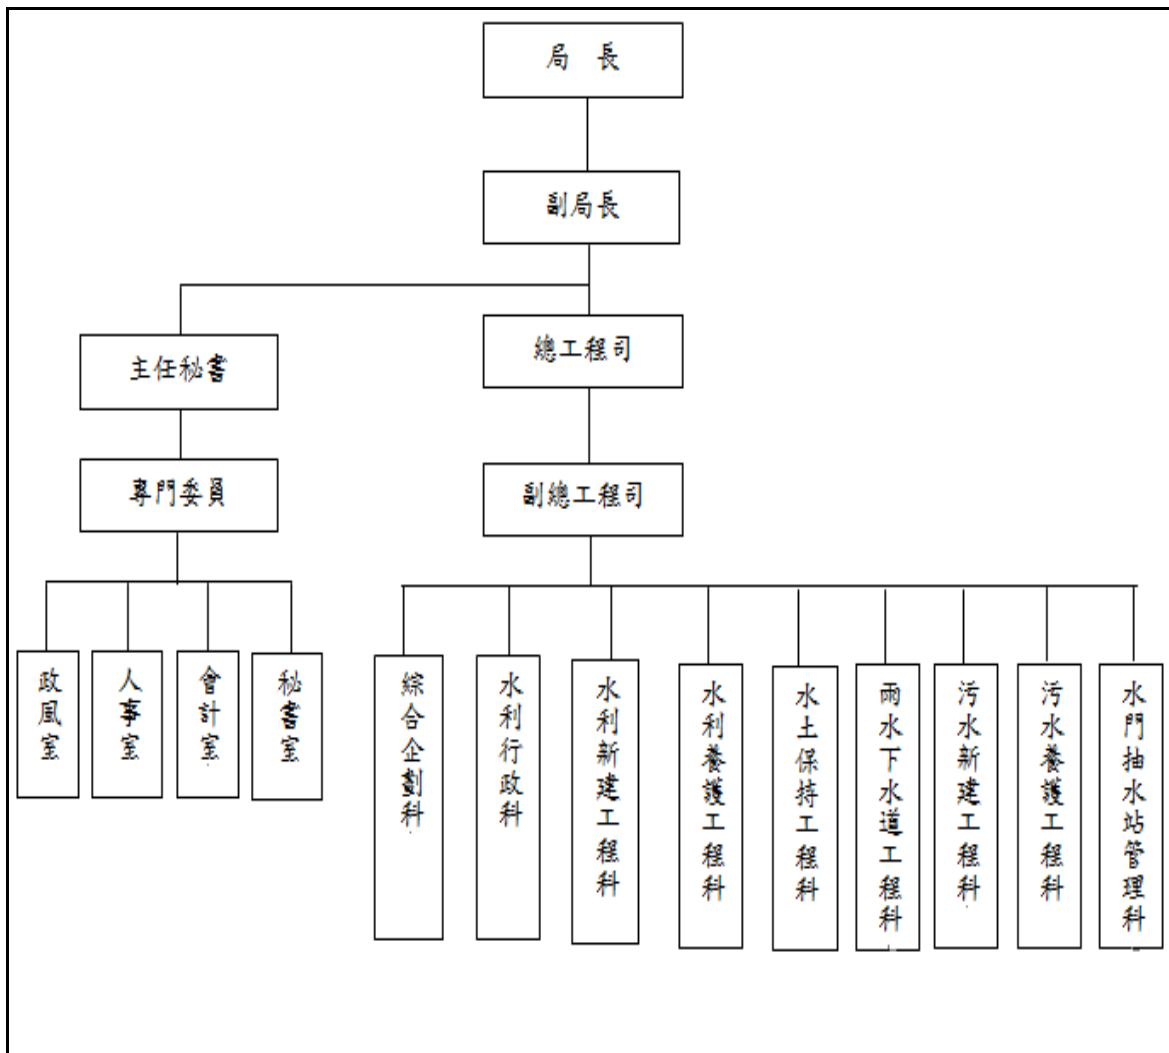 局 長
副局長
主任秘書
總工程司
專門委員
副總工程司
政風室
人事室
會計室
秘書室
綜合企劃科
水利行政科
水利新建工程科
水利養護工程科
水土保持工程科
雨水下水道工程科
污水新建工程科
污水養護工程科
水門抽水站管理科